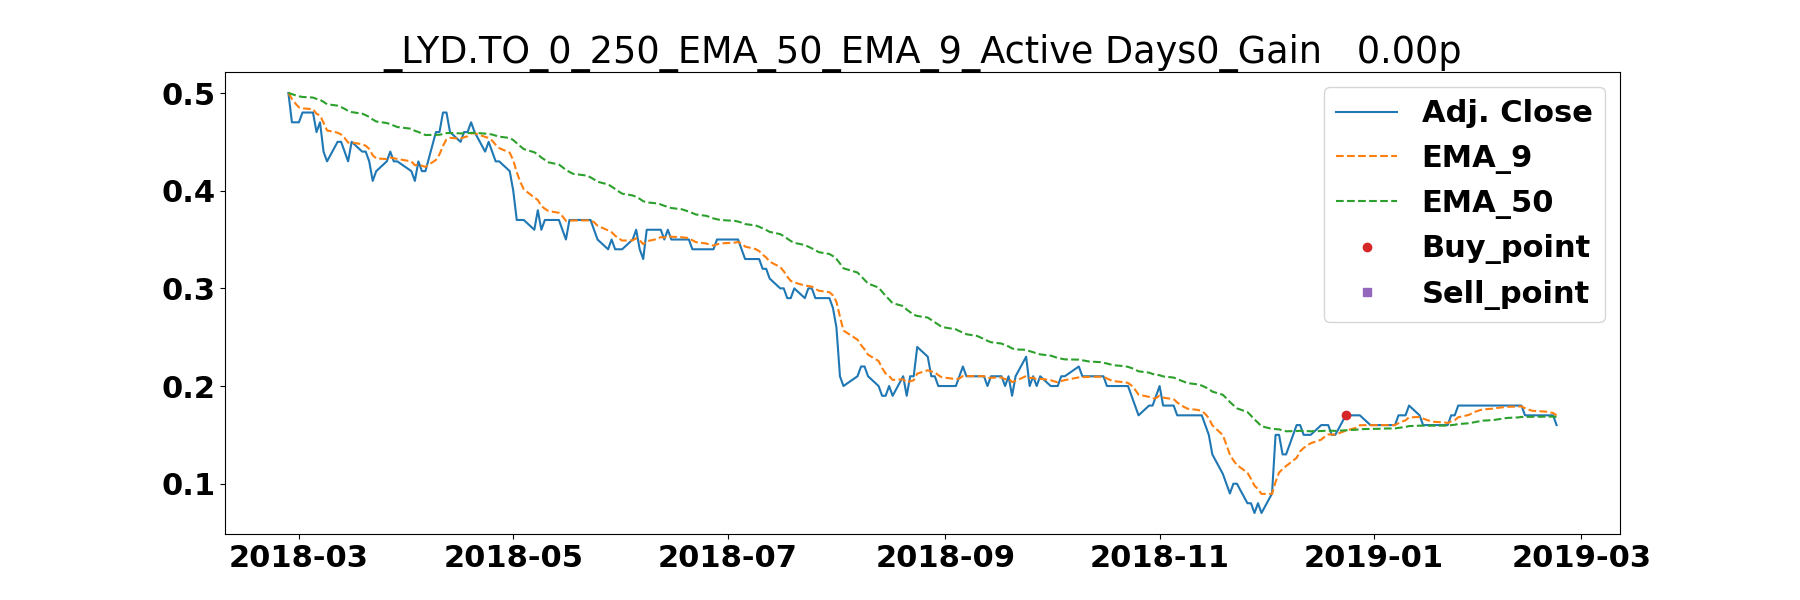 _LYD.TO_0_250_EMA_50_EMA_9_Active Days0_Gain   0.00p
0.5
0.4
0.3
0.2
0.1
Adj. Close
EMA_9
EMA_50
Buy_point
Sell_point
2018-03 2018-05 2018-07 2018-09 2018-11 2019-01 2019-03